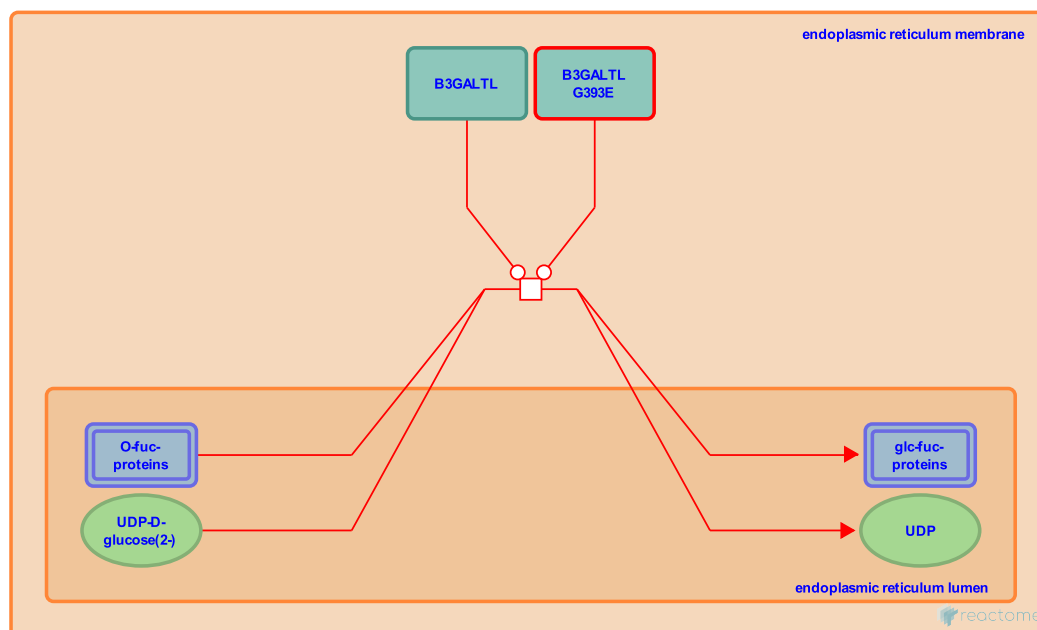 endoplasmic reticulum membrane
B3GALTL
B3GALTL
G393E
O-fuc-
proteins
glc-fuc-
proteins
UDP-D-
glucose(2-)
UDP
endoplasmic reticulum lumen
reactome